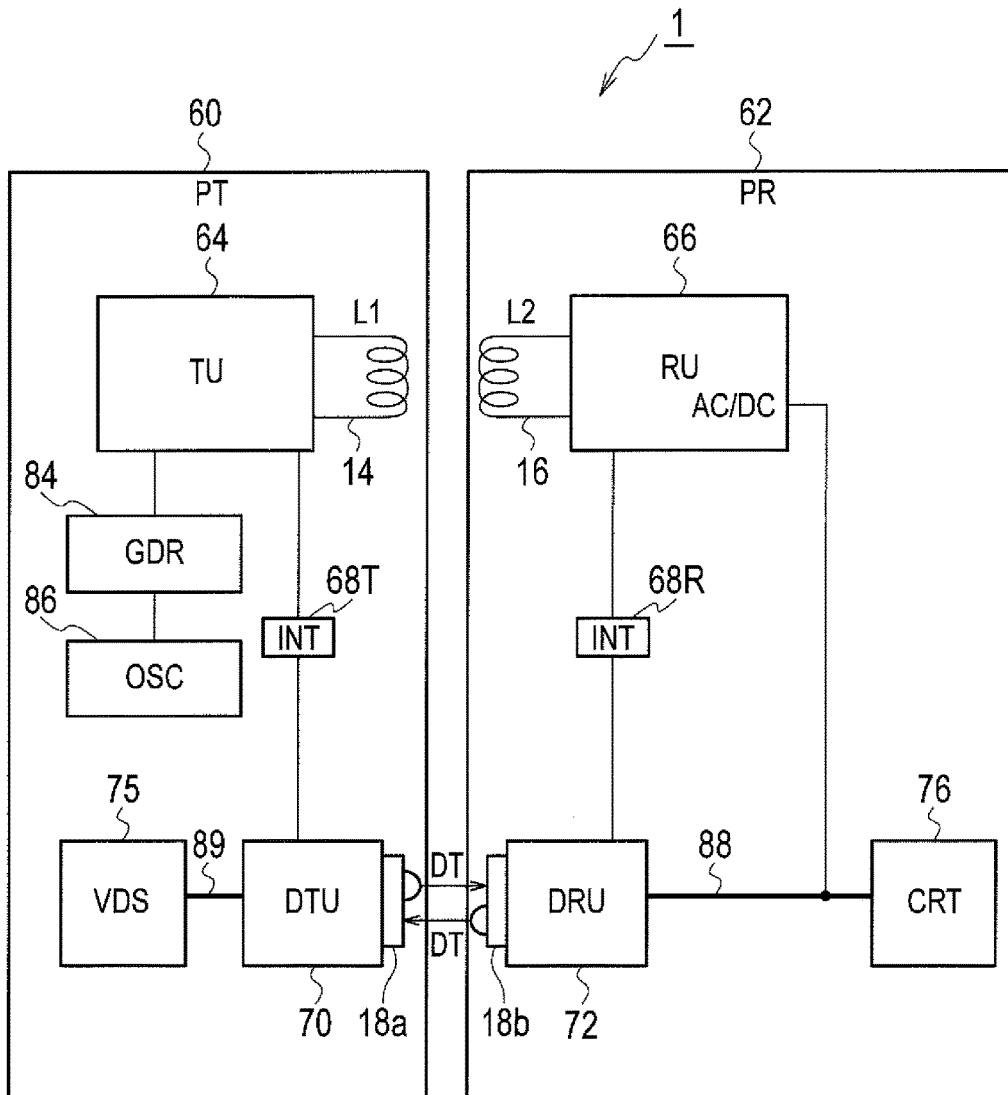 1
60
62
PT
PR
64
66
L1
L2
TU
RU
AC/DC
14
16
84
GDR
68T
68R
86
INT
INT
OSC
75
76
89
DT
88
VDS
DTU
DRU
CRT
DT
70
18a
18b
72